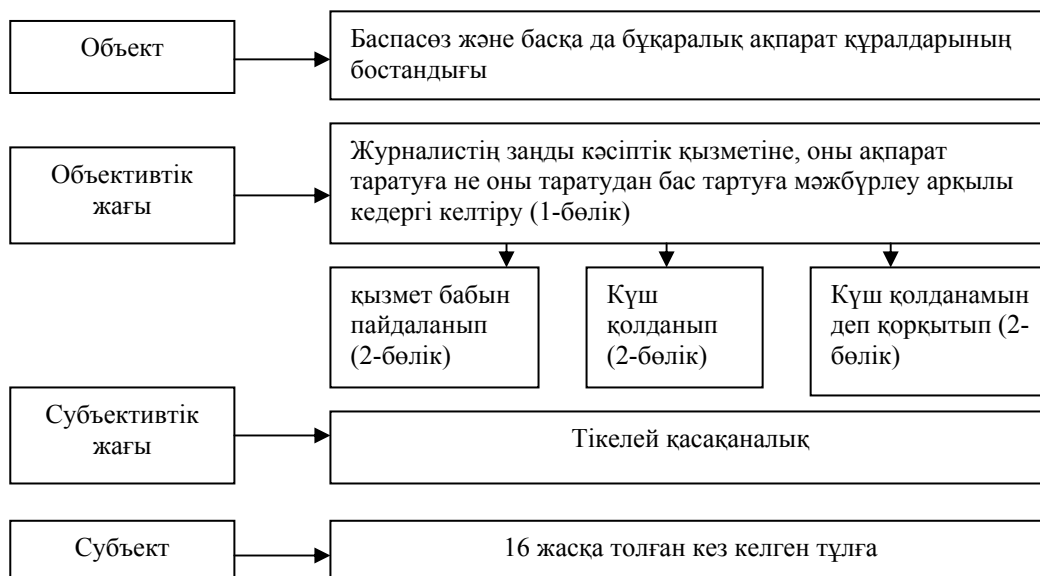 Объект
Баспасөз және басқа да бұқаралық ақпарат құралдарының
бостандығы
Объективтік
жағы
Журналистің заңды кәсіптік қызметіне, оны ақпарат
таратуға не оны таратудан бас тартуға мәжбүрлеу арқылы
кедергі келтіру (1-бөлік)
қызмет бабын
пайдаланып
(2-бөлік)
Күш
қолданып
(2-бөлік)
Күш қолданамын
деп қорқытып (2-
бөлік)
Субъективтік
жағы
Тікелей қасақаналық
Субъект
16 жасқа толған кез келген тұлға